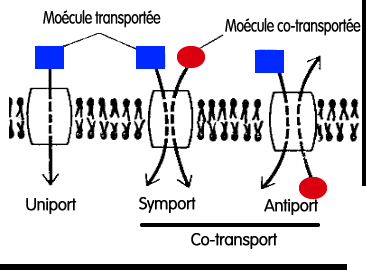 Moécule transportée
Moécule co-transportée
Uniport
Symport
Antiport
Co-transport